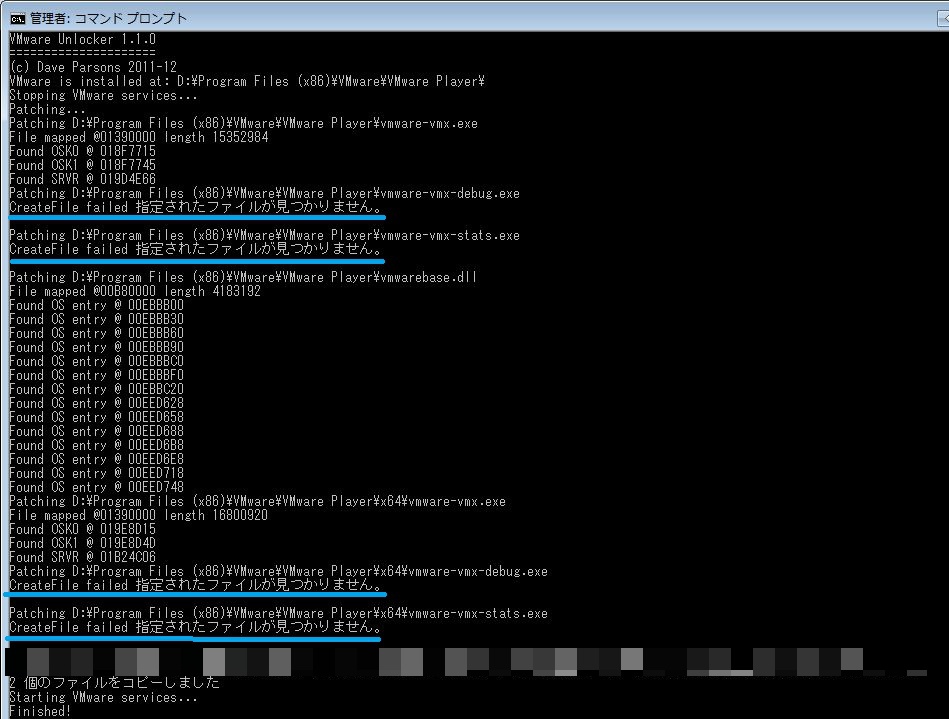 管理者: コマンド プロンプト
VMware Unlocker 1.1.0
=====================
(c) Dave Parsons 2011-12
VMware is installed at: D:¥Program Files (x86)¥VMware¥VMware Player¥
Stopping VMware services...
Patching...
Patching D:¥Program Files (x86)¥VMware¥VMware Player¥vmware-vmx.exe
File mapped @01390000 length 15352984
Found OSK0 @ 018F7715
Found OSK1 @ 018F7745
Found SRVR @ 019D4E66
Patching D:¥Program Files (x86)¥VMware¥VMware Player¥vmware-vmx-debug.exe
CreateFile failed 指定されたファイルが見つかりません。
Patching D:¥Program Files (x86)¥VMware¥VMware Player¥vmware-vmx-stats.exe
CreateFile failed 指定されたファイルが見つかりません。
Patching D:¥Program Files (x86)¥VMware¥VMware Player¥vmwarebase.dll
File mapped @00B80000 length 4183192
Found OS entry @ 00EBBB00
Found OS entry @ 00EBBB30
Found OS entry @ 00EBBB60
Found OS entry @ 00EBBB90
Found OS entry @ 00EBBBC0
Found OS entry @ 00EBBBF0
Found OS entry @ 00EBBC20
Found OS entry @ 00EED628
Found OS entry @ 00EED658
Found OS entry @ 00EED688
Found OS entry @ 00EED6B8
Found OS entry @ 00EED6E8
Found OS entry @ 00EED718
Found OS entry @ 00EED748
Patching D:¥Program Files (x86)¥VMware¥VMware Player¥x64¥vmware-vmx.exe
File mapped @01390000 length 16800920
Found OSK0 @ 019E8D15
Found OSK1 @ 019E8D4D
Found SRVR @ 01B24C06
Patching D:¥Program Files (x86)¥VMware¥VMware Player¥x64¥vmware-vmx-debug.exe
CreateFile failed 指定されたファイルが見つかりません。
Patching D:¥Program Files (x86)¥VMware¥VMware Player¥x64¥vmware-vmx-stats.exe
CreateFile failed 指定されたファイルが見つかりません。
2 個のファイルをコピーしました
Starting VMware services...
Finished!